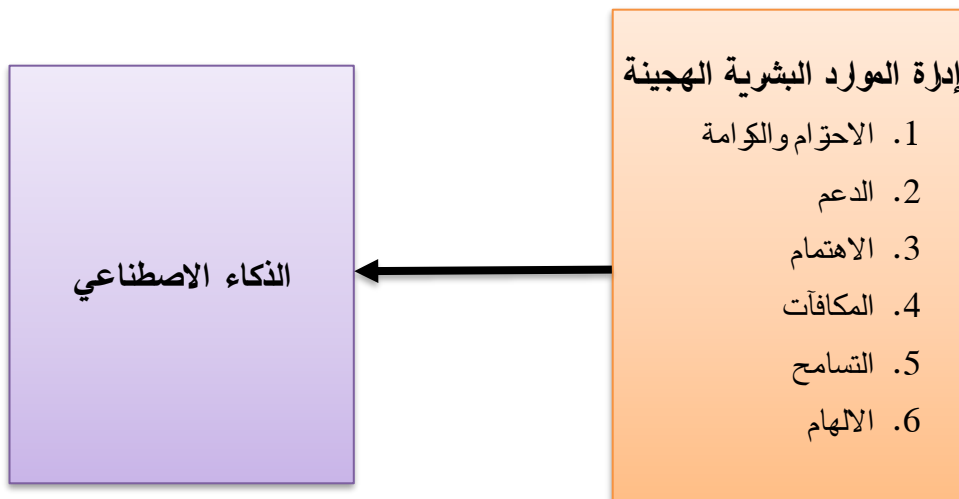 إدارة الموارد البشرية الهجينة
1. الاحترام والكرامة
2. الدعم
3. الاهتمام
4. المكافآت
5. التسامح
6. الالهام
الذكاء الاصطناعي